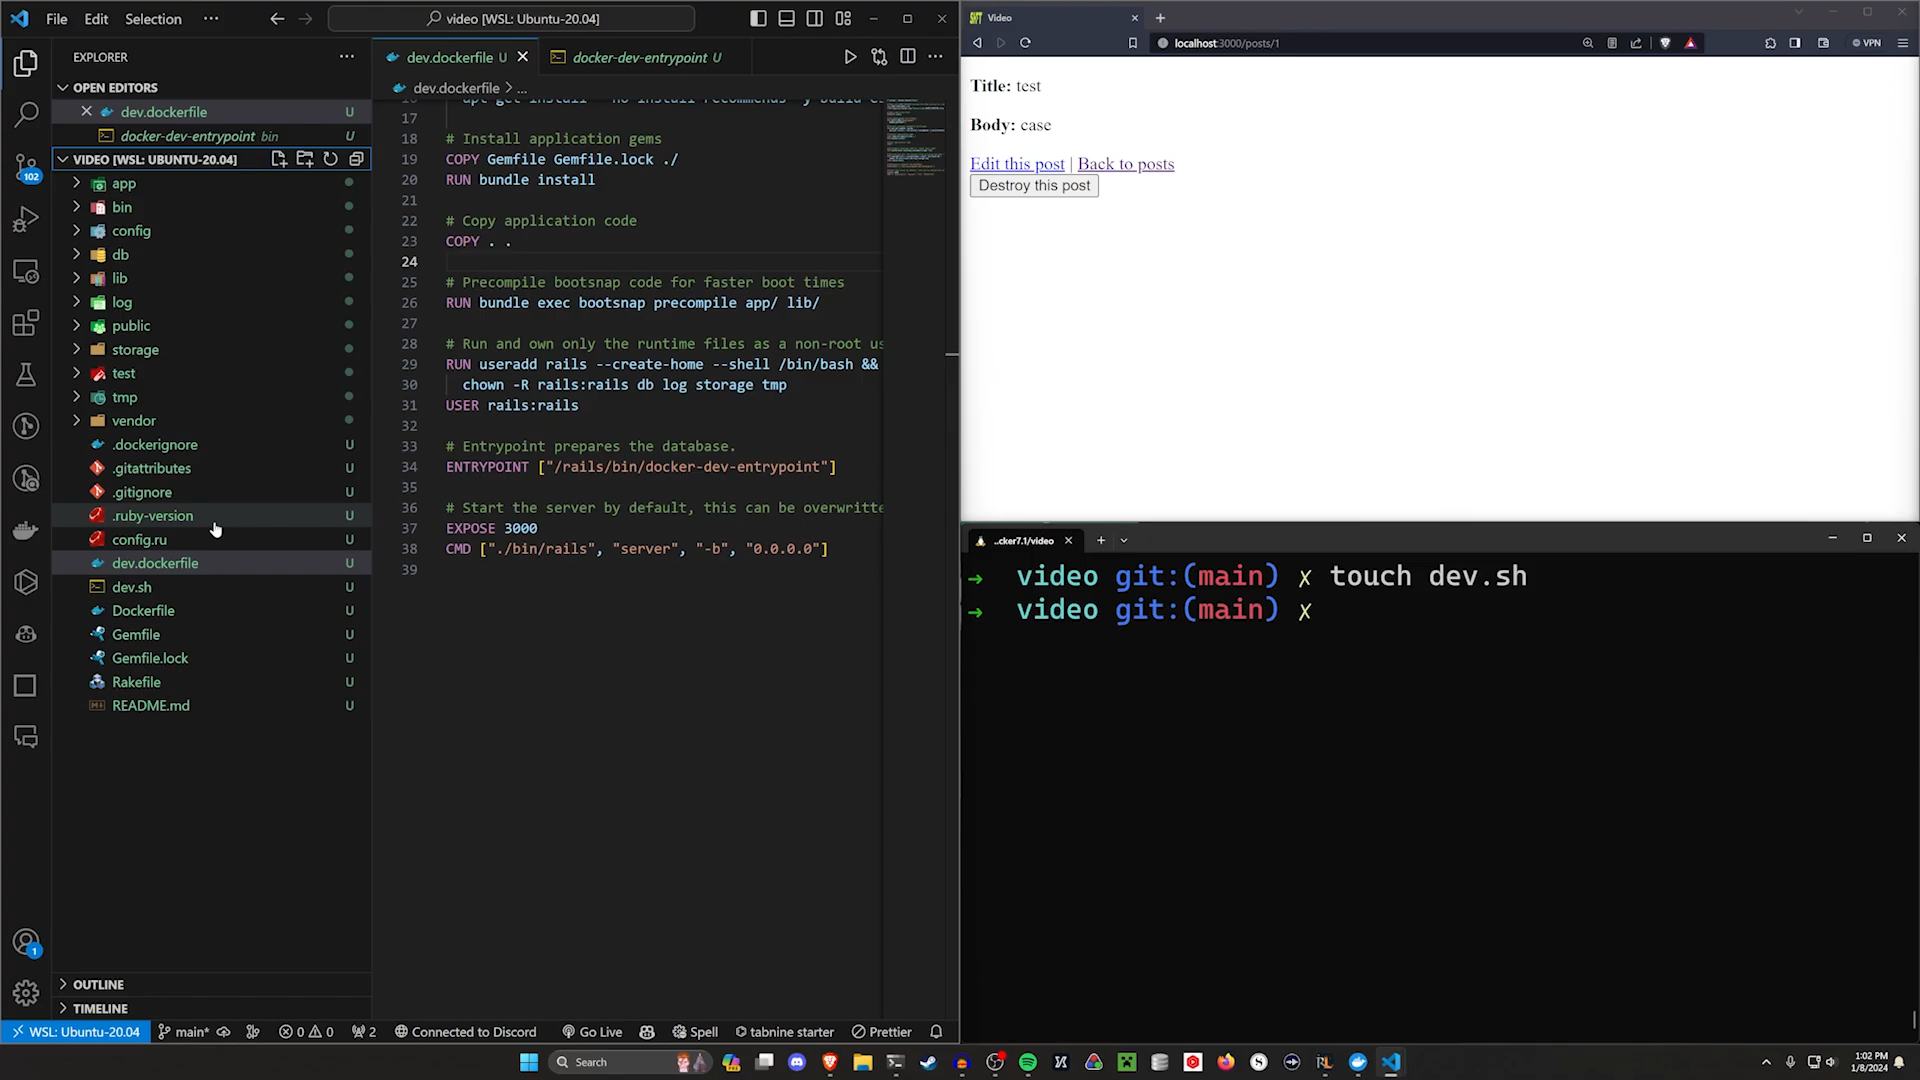 File Edit Selection ···
video [WSL: Ubuntu-20.04]
EXPLORER
OPEN EDITORS
dev.dockerfile U
docker-dev-entrypoint bin U
VIDEO [WSL: UBUNTU-20.04]
app
bin
config
db
lib
log
public
storage
test
tmp
vendor
.dockerignore U
.gitattributes U
.gitignore U
.ruby-version U
config.ru U
dev.dockerfile U
dev.sh U
Dockerfile U
Gemfile U
Gemfile.lock U
Rakefile U
README.md U
OUTLINE
TIMELINE
102
1
dev.dockerfile U
docker-dev-entrypoint U
dev.dockerfile > ...
17
18 # Install application gems
19 COPY Gemfile Gemfile.lock ./
20 RUN bundle install
21
22 # Copy application code
23 COPY . .
24
25 # Precompile bootsnap code for faster boot times
26 RUN bundle exec bootsnap precompile app/ lib/
27
28 # Run and own only the runtime files as a non-root us
29 RUN useradd rails --create-home --shell /bin/bash &&
30 chown -R rails:rails db log storage tmp
31 USER rails:rails
32
33 # Entrypoint prepares the database.
34 ENTRYPOINT ["/rails/bin/docker-dev-entrypoint"]
35
36 # Start the server by default, this can be overwritte
37 EXPOSE 3000
38 CMD ["./bin/rails", "server", "-b", "0.0.0.0"]
39
WSL: Ubuntu-20.04 main* 0 0 2 Connected to Discord Go Live Spell tabnine starter Prettier
Video
localhost:3000/posts/1
VPN
Title: test
Body: case
Edit this post | Back to posts
Destroy this post
..cker7.1/video
→ video git:(main) ✗ touch dev.sh
→ video git:(main) ✗
Search
1:02 PM
1/8/2024